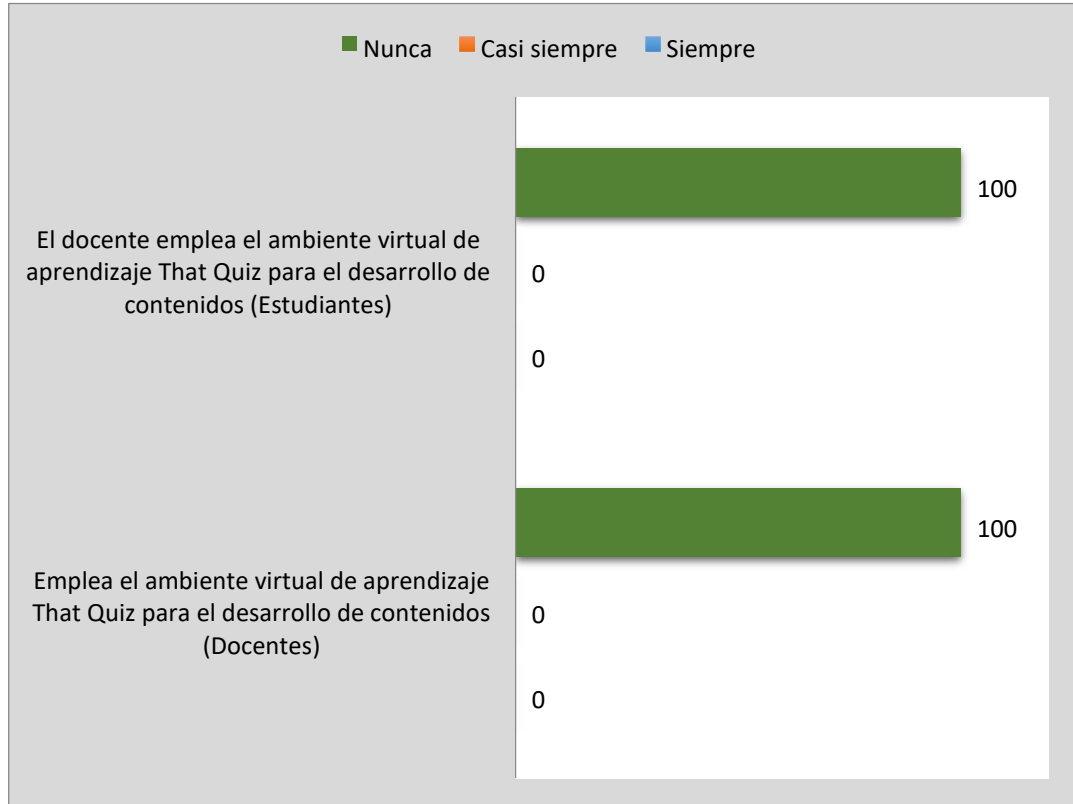 Nunca Casi siempre Siempre
El docente emplea el ambiente virtual de
aprendizaje That Quiz para el desarrollo de
contenidos (Estudiantes)
100
0
0
Emplea el ambiente virtual de aprendizaje
That Quiz para el desarrollo de contenidos
(Docentes)
100
0
0